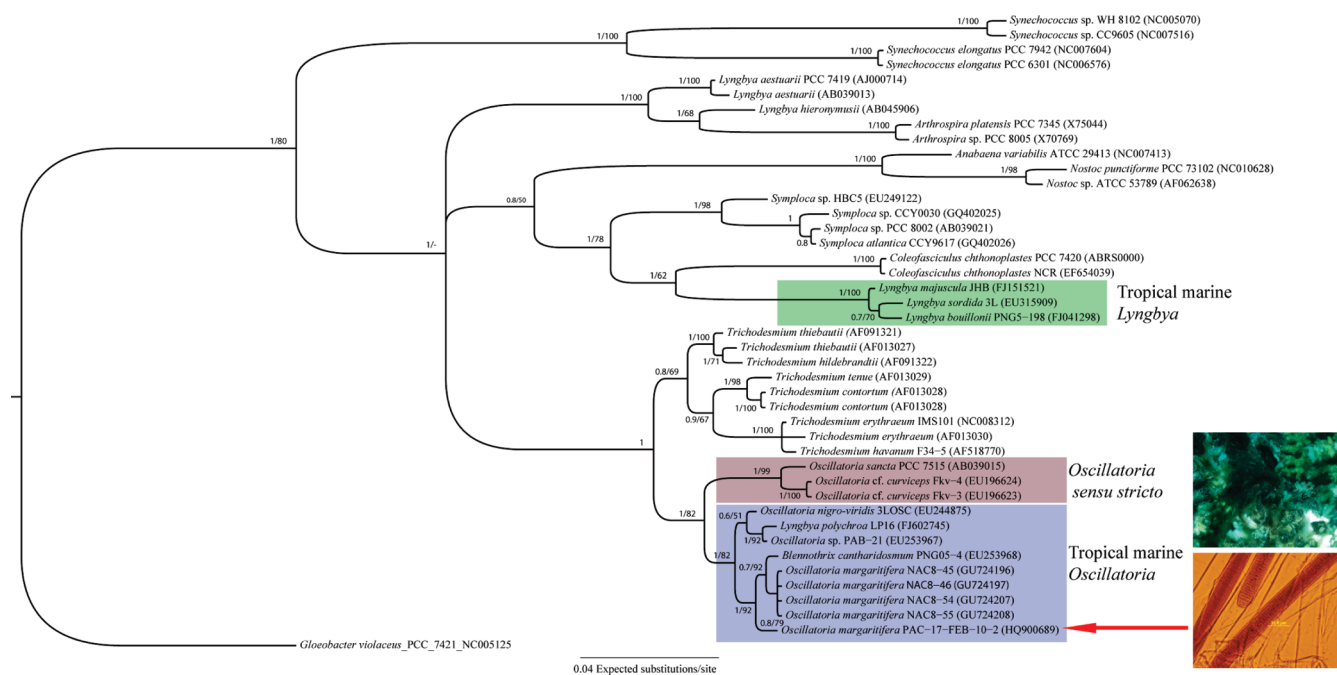 1/100
Synechococcus sp. WH 8102 (NC005070)
Synechococcus sp. CC9605 (NC007516)
1/100
1/100
Synechococcus elongatus PCC 7942 (NC007604)
Synechococcus elongatus PCC 6301 (NC006576)
1/100
Lyngbya aestuarii PCC 7419 (AJ000714)
Lyngbya aestuarii (AB039013)
1/100
Lyngbya hieronymusii (AB045906)
1/68
1/100
Arthrospira platensis PCC 7345 (X75044)
Arthrospira sp. PCC 8005 (X70769)
1/80
1/100
Anabaena variabilis ATCC 29413 (NC007413)
1/98
Nostoc punctiforme PCC 73102 (NC010628)
Nostoc sp. ATCC 53789 (AF062638)
0.8/50
1/98
Symploca sp. HBC5 (EU249122)
1
Symploca sp. CCY0030 (GQ402025)
Symploca sp. PCC 8002 (AB039021)
0.8
Symploca atlantica CCY9617 (GQ402026)
1/-
1/78
1/100
Coleofasciculus chthonoplastes PCC 7420 (ABRS0000)
Coleofasciculus chthonoplastes NCR (EF654039)
1/62
1/100
Lyngbya majuscula JHB (FJ151521)
Lyngbya sordida 3L (EU315909)
0.7/70
Lyngbya bouillonii PNG5-198 (FJ041298)
Tropical marine
Lyngbya
1/100
Trichodesmium thiebautii (AF091321)
Trichodesmium thiebautii (AF013027)
1/71
Trichodesmium hildebrandtii (AF091322)
0.8/69
1/98
Trichodesmium tenue (AF013029)
Trichodesmium contortum (AF013028)
1/100
Trichodesmium contortum (AF013028)
0.9/67
1/100
Trichodesmium erythraeum IMS101 (NC008312)
Trichodesmium erythraeum (AF013030)
Trichodesmium havanum F34-5 (AF518770)
1
1/99
Oscillatoria sancta PCC 7515 (AB039015)
Oscillatoria cf. curviceps Fkv-4 (EU196624)
1/100
Oscillatoria cf. curviceps Fkv-3 (EU196623)
Oscillatoria
sensu stricto
1/82
0.6/51
Oscillatoria nigro-viridis 3LOSC (EU244875)
Lyngbya polychroa LP16 (FJ602745)
1/92
Oscillatoria sp. PAB-21 (EU253967)
1/82
Blennothrix cantharidosmum PNG05-4 (EU253968)
0.7/92
Oscillatoria margaritifera NAC8-45 (GU724196)
Oscillatoria margaritifera NAC8-46 (GU724197)
Oscillatoria margaritifera NAC8-54 (GU724207)
1/92
Oscillatoria margaritifera NAC8-55 (GU724208)
0.8/79
Oscillatoria margaritifera PAC-17-FEB-10-2 (HQ900689)
Tropical marine
Oscillatoria
Gloeobacter violaceus_PCC_7421_NC005125
0.04 Expected substitutions/site